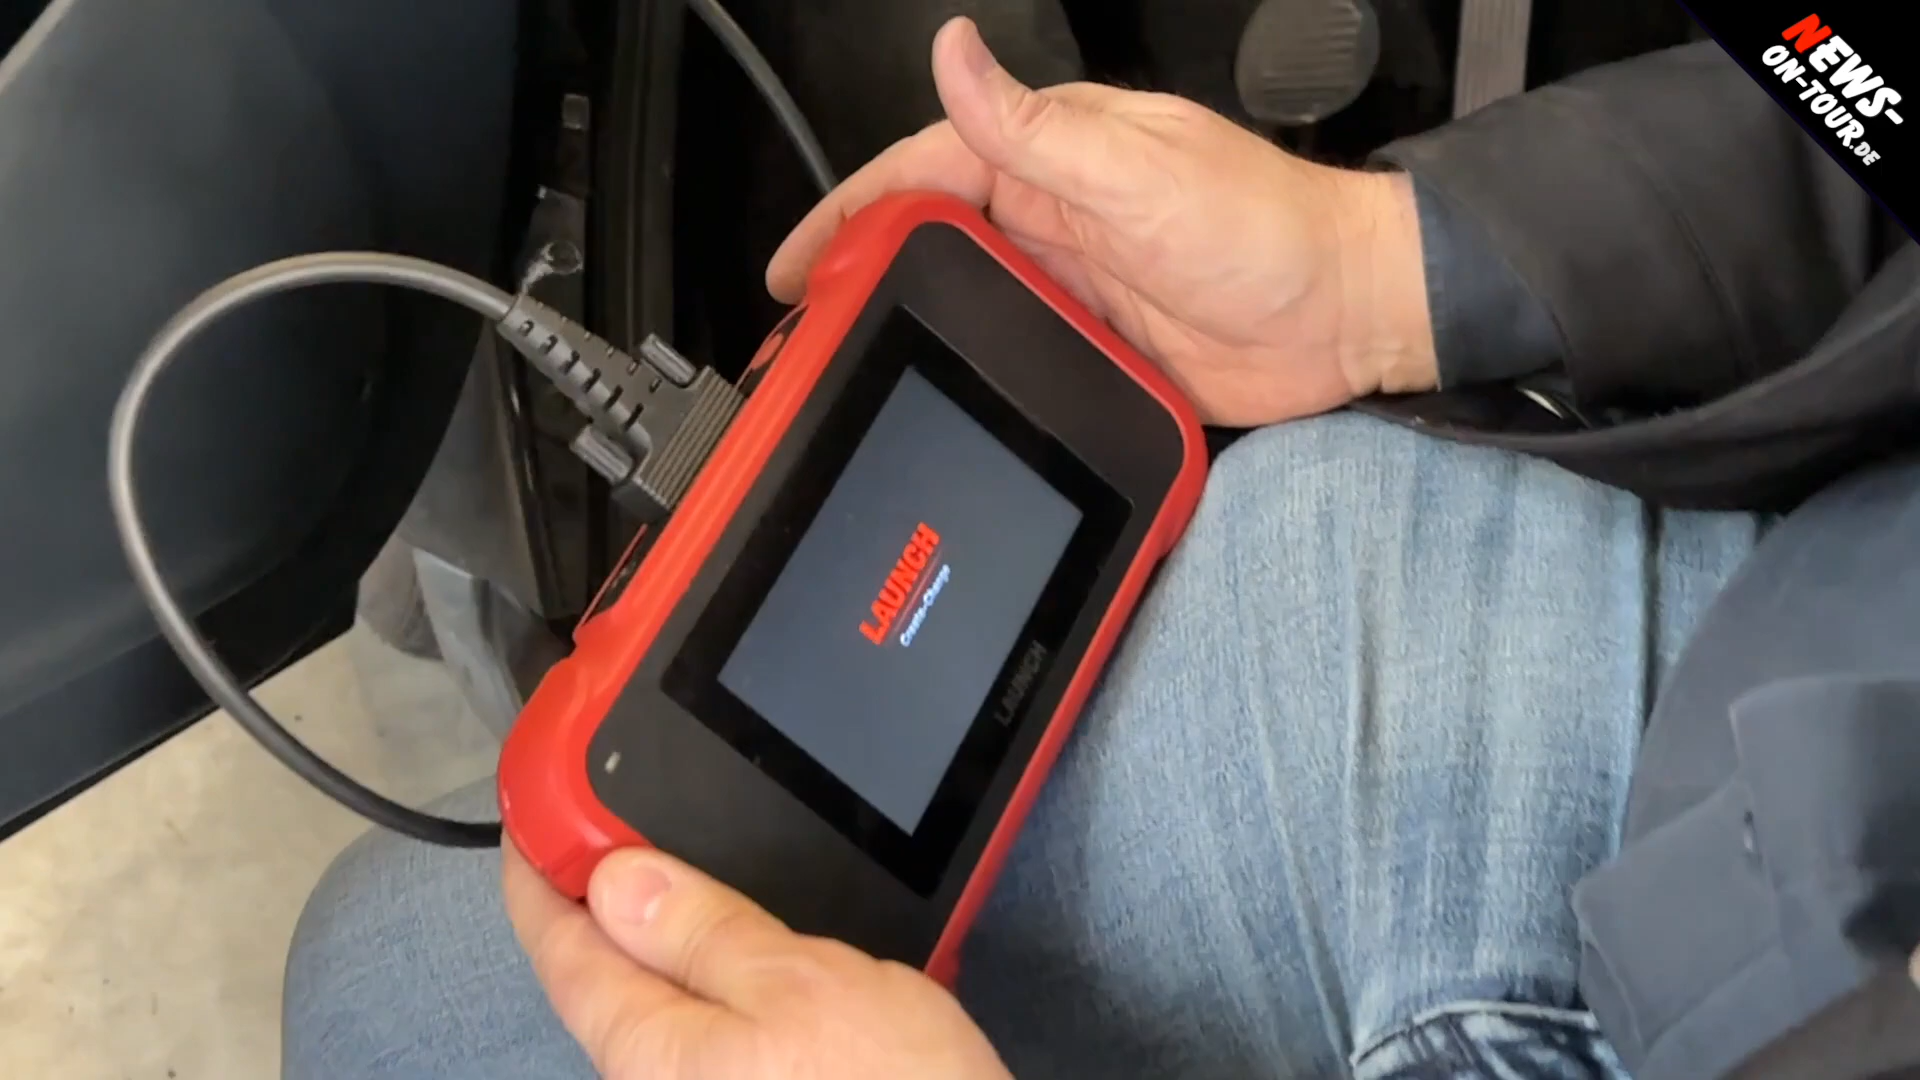 NEWS-
ON-TOUR.DE
LAUNCH
Create-Change
LAUNCH